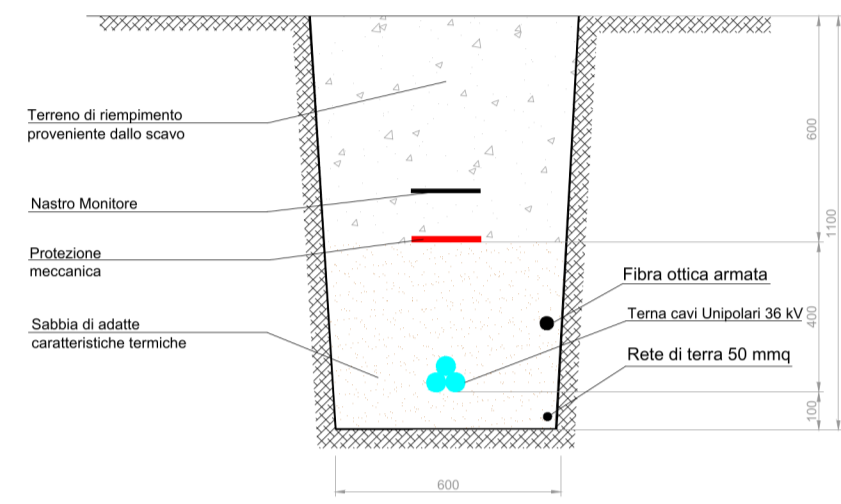 Terreno di riempimento
proveniente dallo scavo
Nastro Monitore
Protezione
meccanica
Sabbia di adatte
caratteristiche termiche
Fibra ottica armata
Terna cavi Unipolari 36 kV
Rete di terra 50 mmq
600
1100
400
100
600